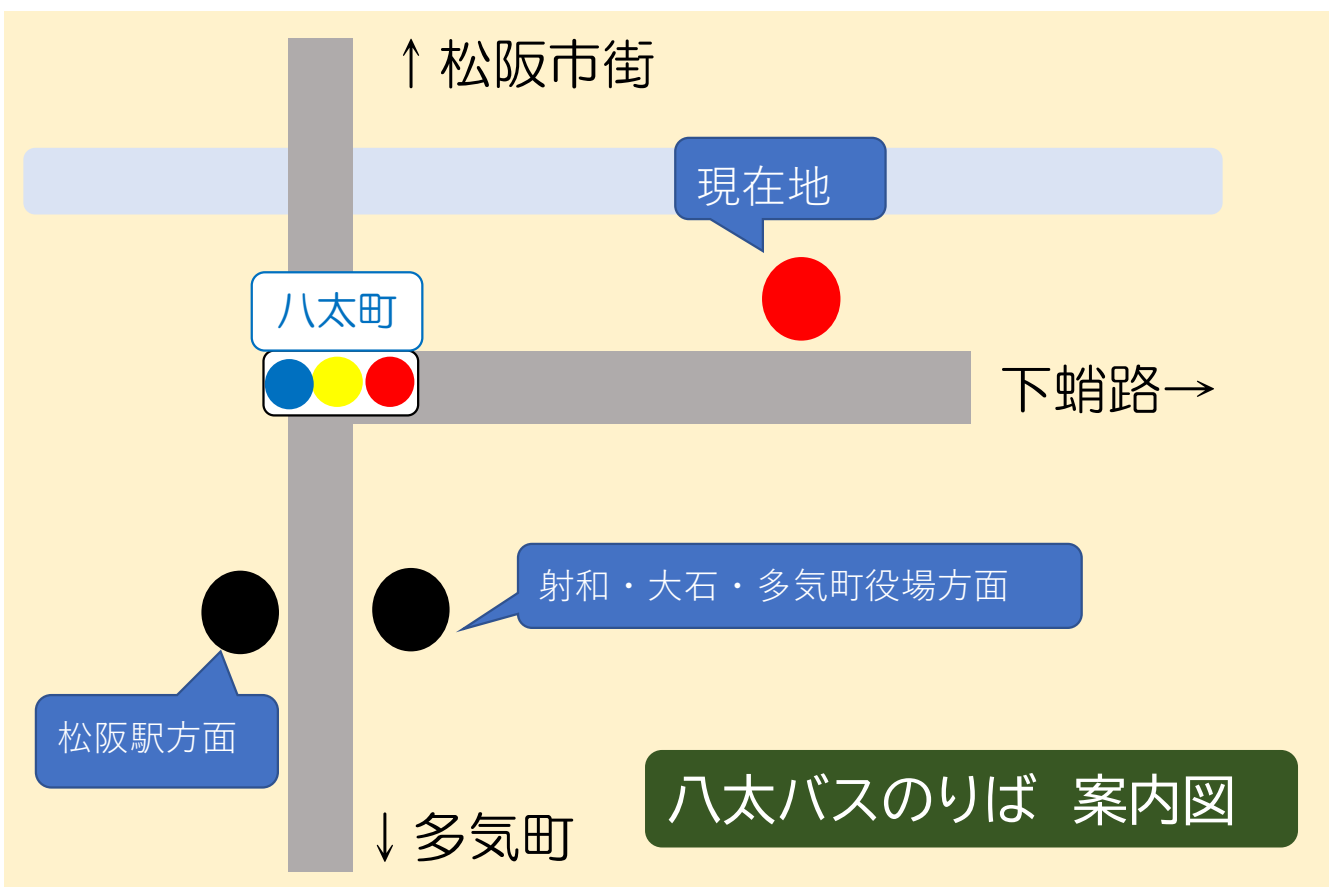 ↑ 松阪市街
現在地
八太町
下蛸路→
射和・大石・多気町役場方面
松阪駅方面
八太バスのりば 案内図
↓ 多気町